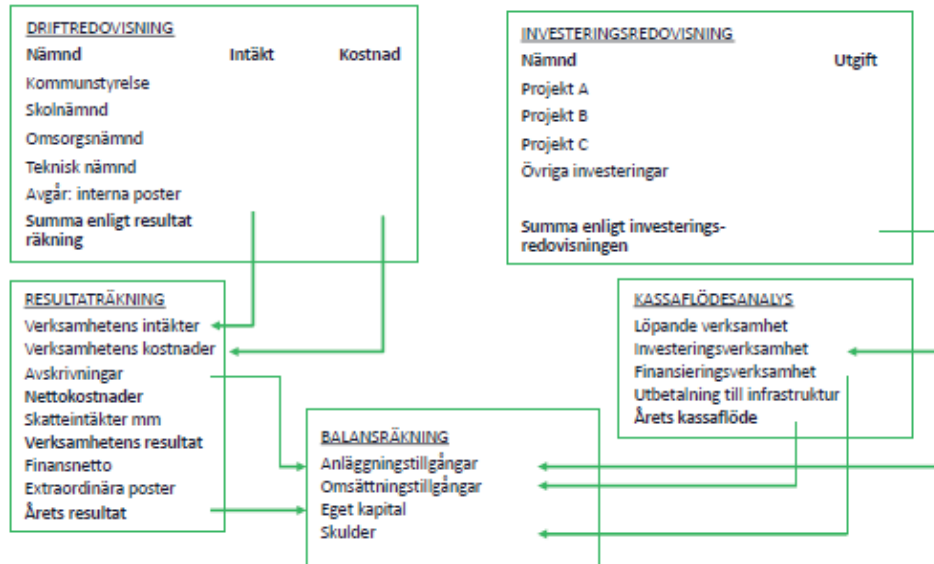 DRIFTREDOVISNING
Nämnd Intäkt Kostnad
Kommunstyrelse
Skolnämnd
Omsorgsnämnd
Teknisk nämnd
Avgår: interna poster
Summa enligt resultat
räkning
INVESTERINGSREDOVISNING
Nämnd Utgift
Projekt A
Projekt B
Projekt C
Övriga investeringar
Summa enligt investerings-
redovisningen
RESULTATRÄKNING
Verksamhetens intäkter
Verksamhetens kostnader
Avskrivningar
Nettokostnader
Skatteintäkter mm
Verksamhetens resultat
Finansnetto
Extraordinära poster
Årets resultat
KASSAFLÖDESANALYS
Löpande verksamhet
Investeringsverksamhet
Finansieringsverksamhet
Utbetalning till infrastruktur
Årets kassaflöde
BALANSRÄKNING
Anläggningstillgångar
Omsättningstillgångar
Eget kapital
Skulder